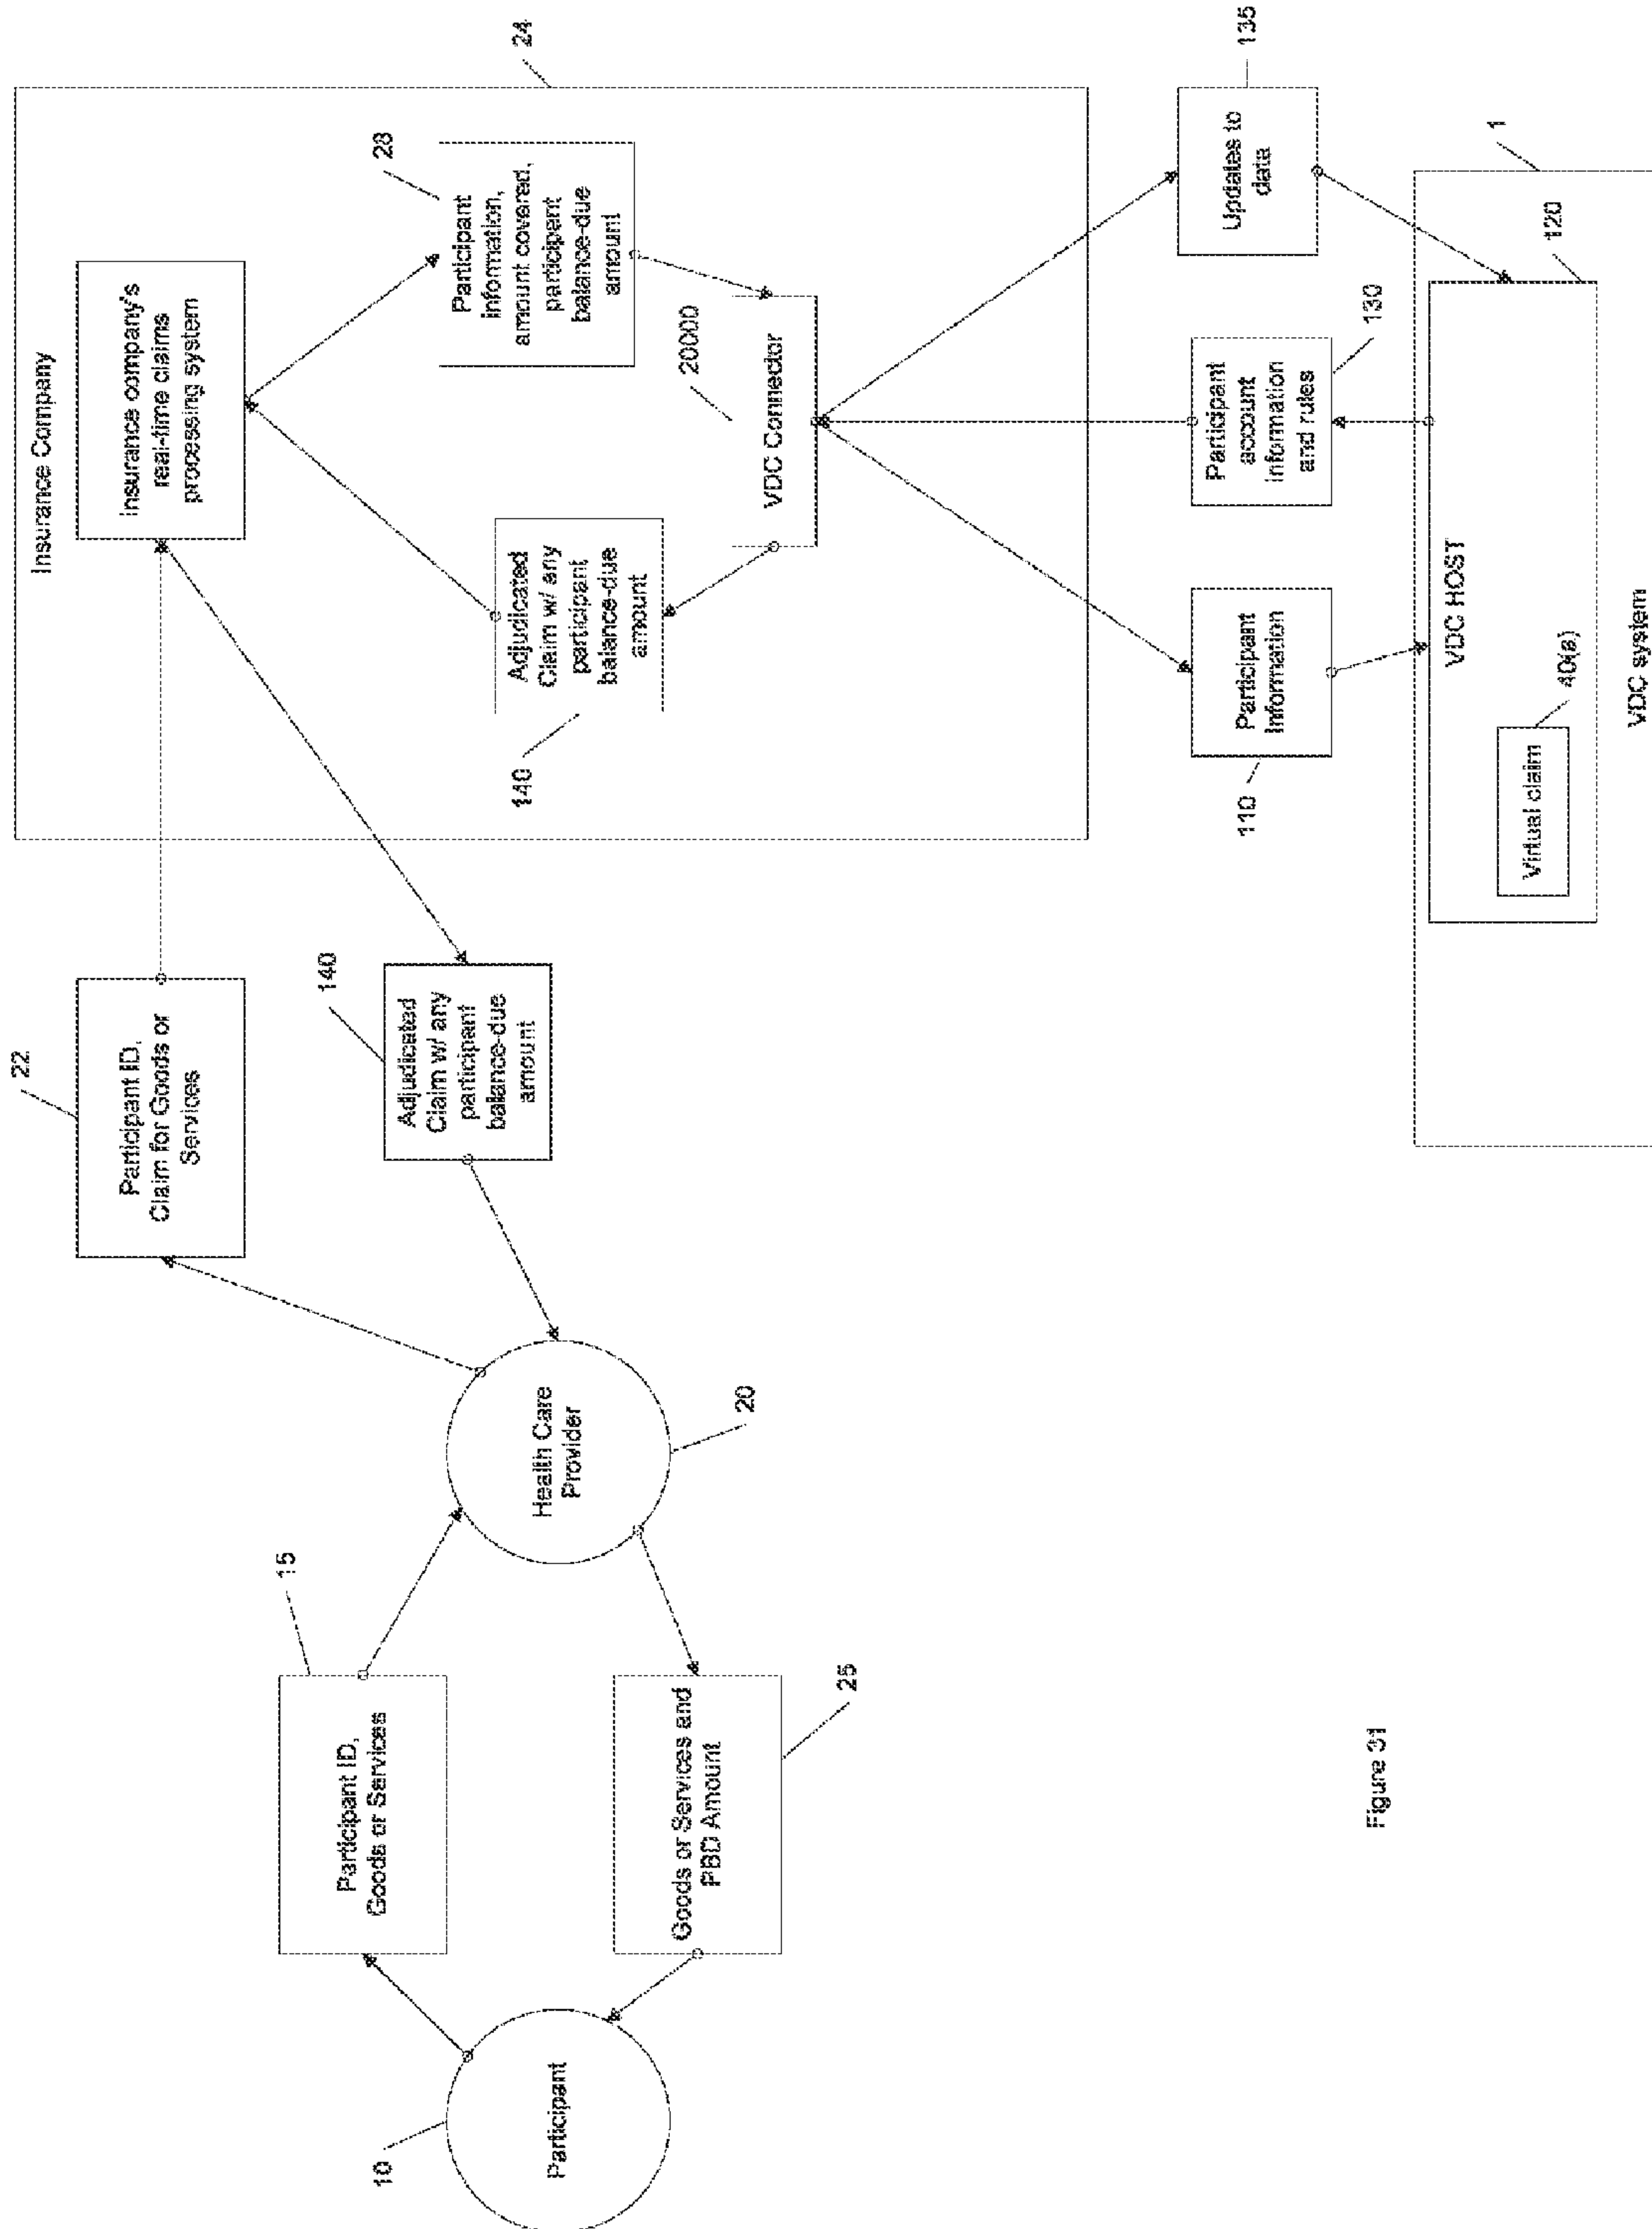 10
Participant
15
Participant ID,
Goods or Services
Goods or Services and
PBD Amount
25
Health Care
Provider
20
22
Participant ID,
Claim for Goods or
Services
140
Adjudicated
Claim w/ any
participant
balance-due
amount
Insurance Company
24
Insurance company's
real-time claims
processing system
28
Participant
information,
amount covered,
participant
balance-due
amount
140
Adjudicated
Claim w/ any
participant
balance-due
amount
20000
VDC Connector
110
Participant
Information
130
Participant
account
information
and rules
135
Updates to
data
1
120
VDC HOST
40(a)
Virtual claim
VDC system
Figure 31